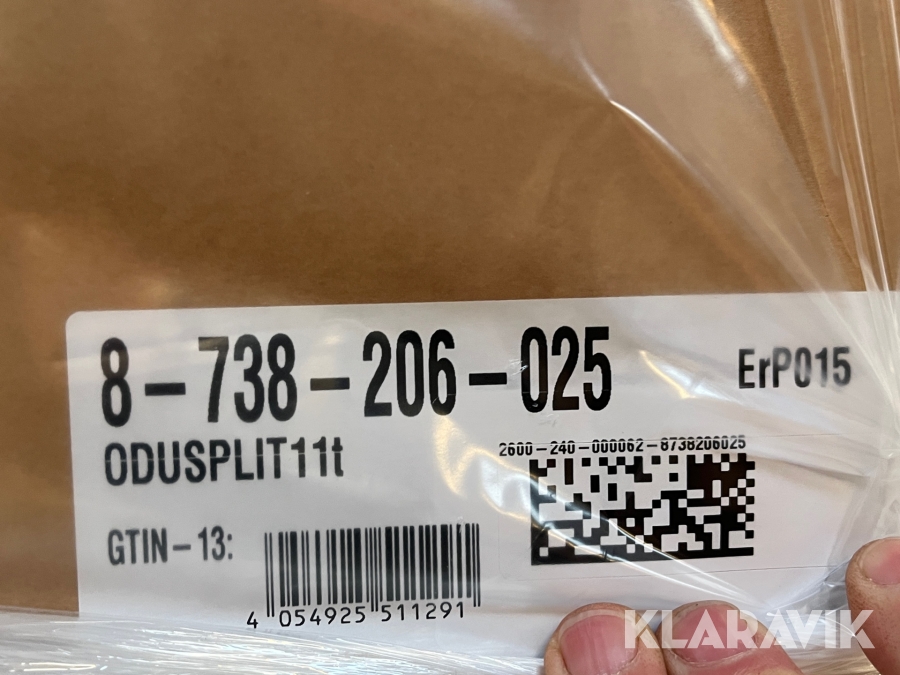 8-738-206-025
ErP015
ODUSPLIT11t
2600-240-000062-8738206025
GTIN-13:
4 054925 511291
KLARAVIK